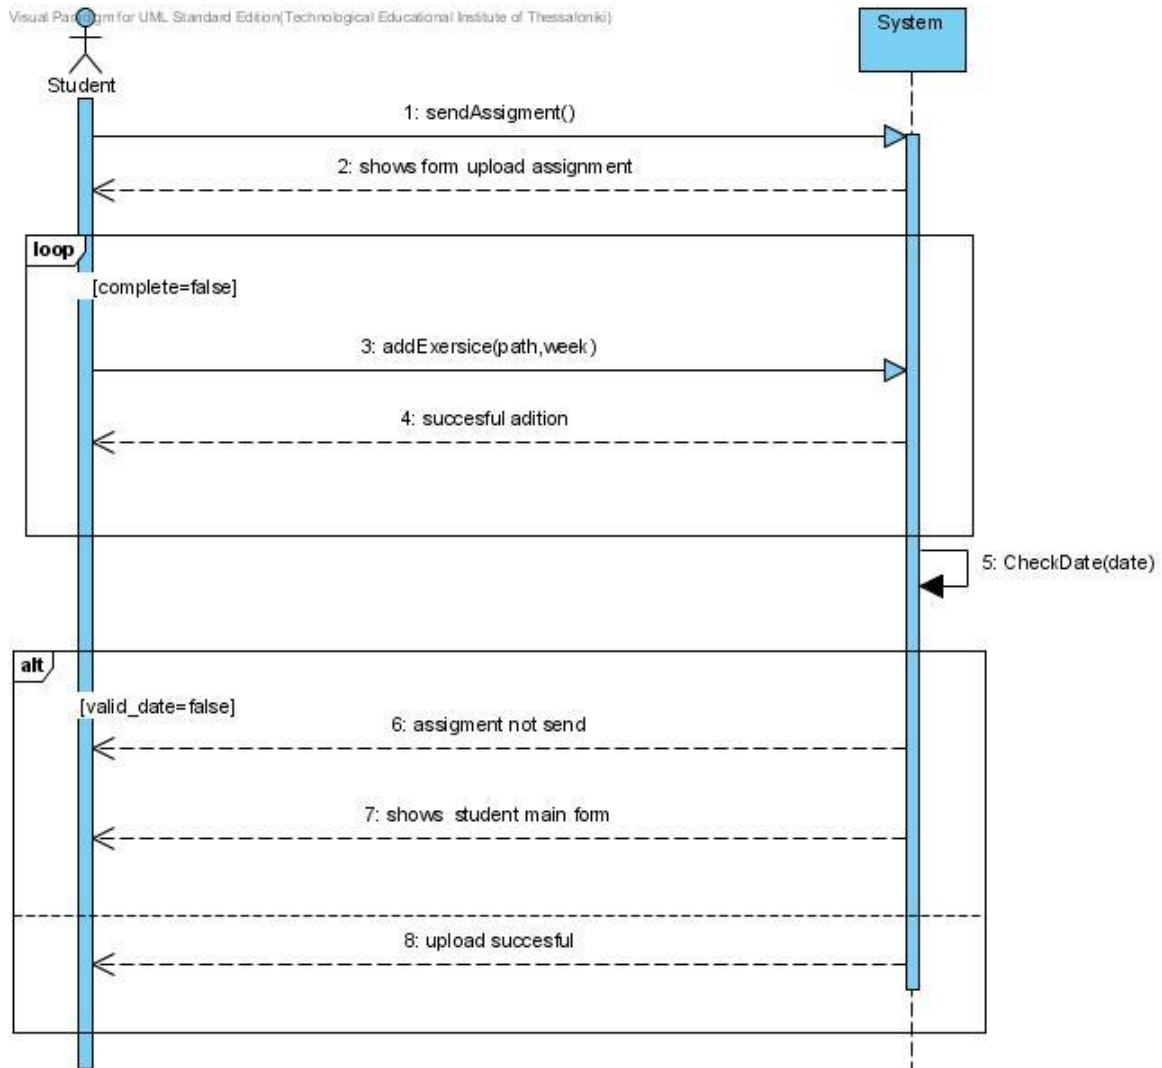 Visual Paradigm for UML Standard Edition(Technological Educational Institute of Thessaloniki)
System
Student
1: sendAssigment()
2: shows form upload assignment
loop
[complete=false]
3: addExersice(path,week)
4: succesful adition
5: CheckDate(date)
alt
[valid_date=false]
6: assigment not send
7: shows student main form
8: upload succesful